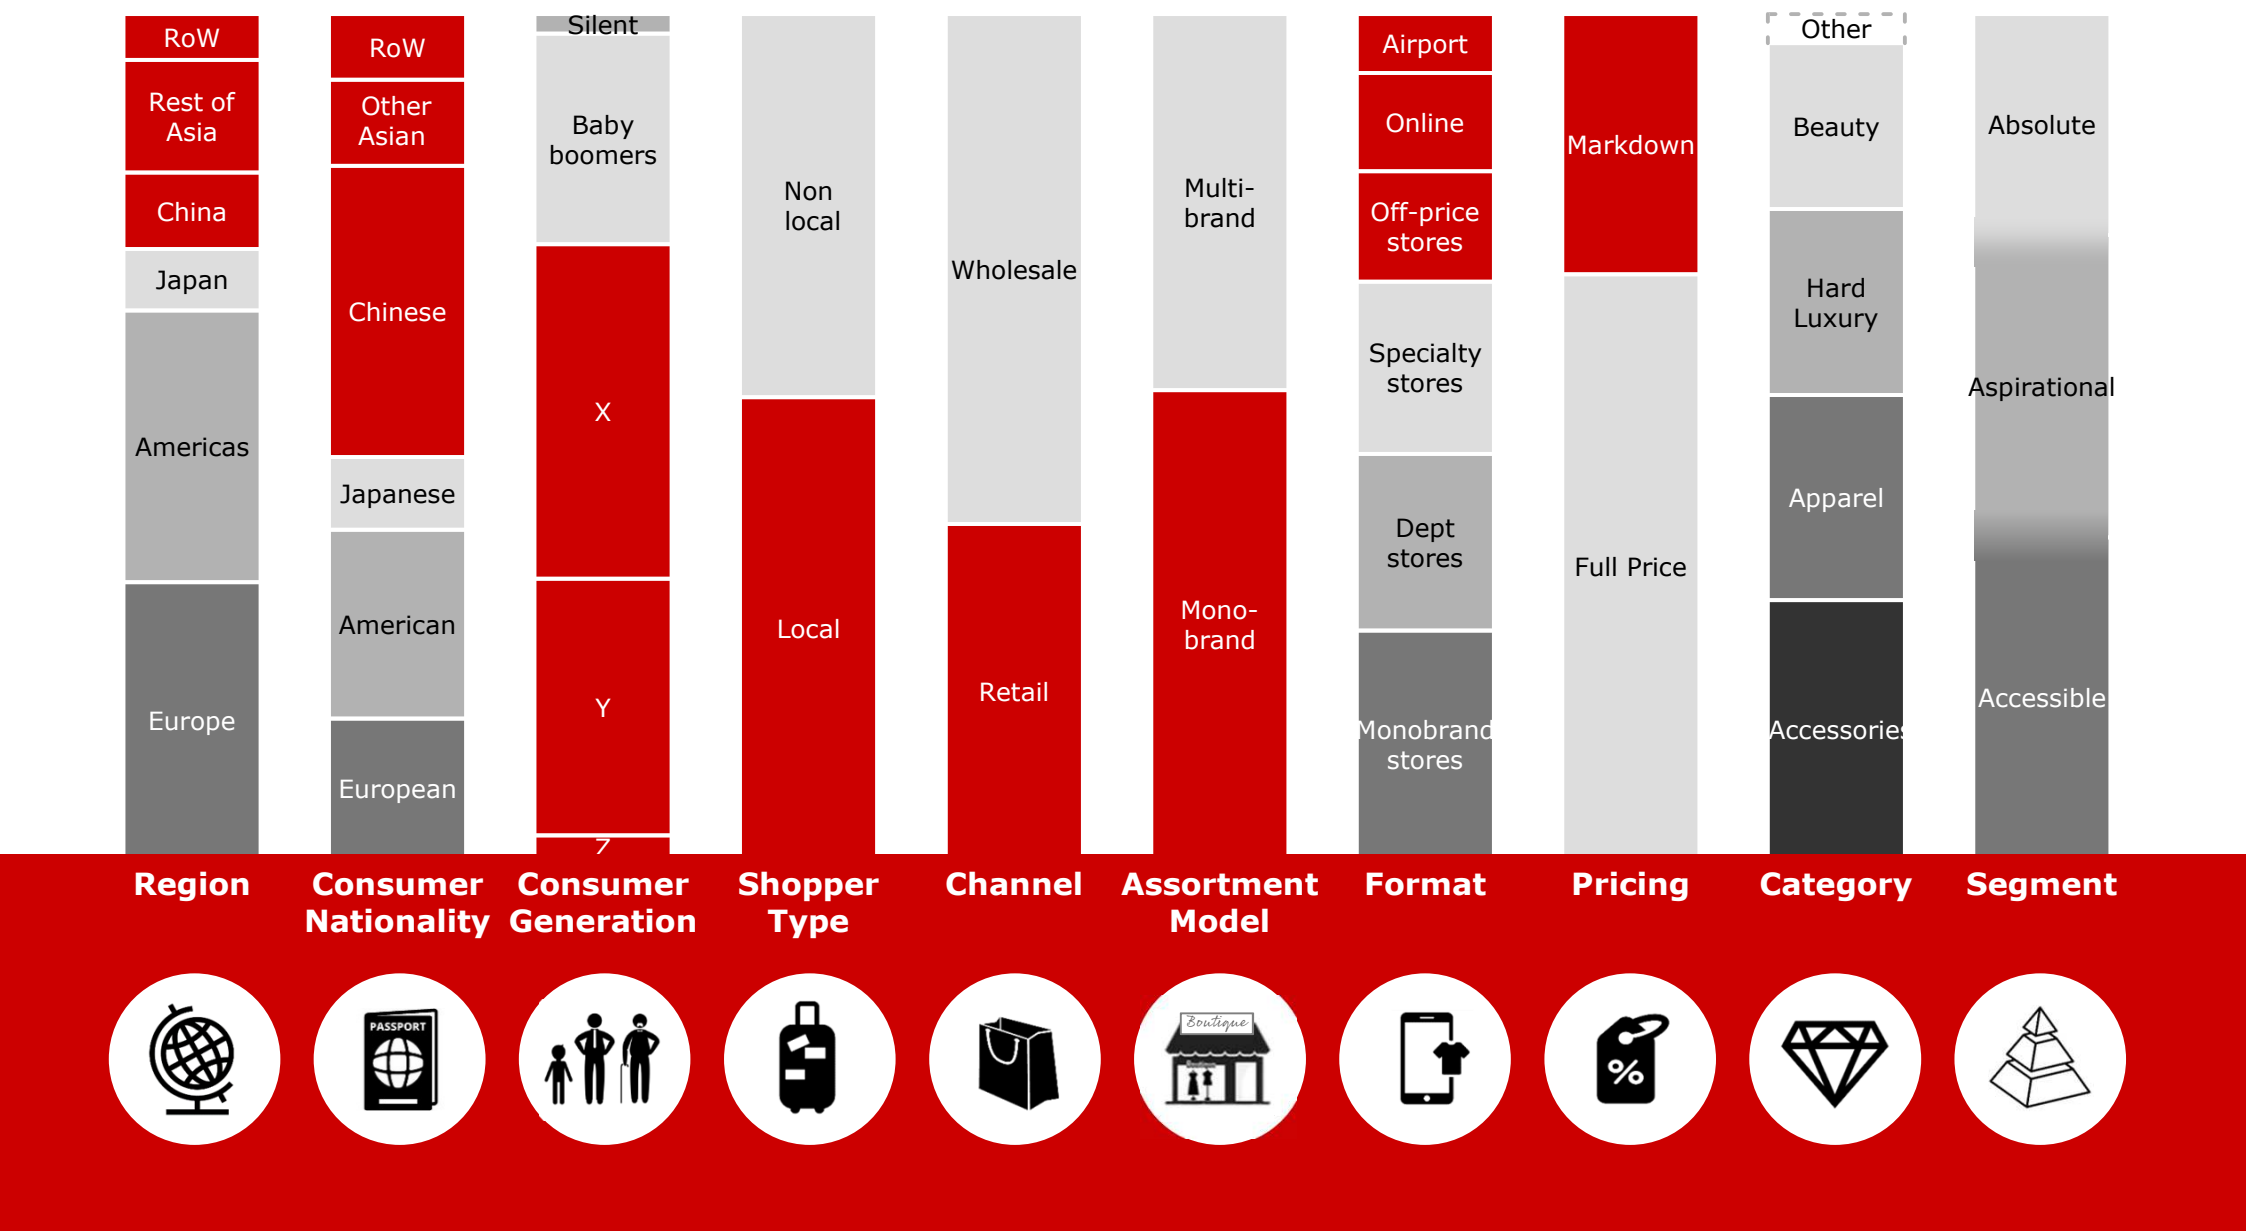 RoW
Rest of
Asia
China
Japan
Americas
Europe
RoW
Other
Asian
Chinese
Japanese
American
European
Silent
Baby
boomers
X
Y
Z
Non
local
Local
Wholesale
Retail
Multi-
brand
Mono-
brand
Airport
Online
Off-price
stores
Specialty
stores
Dept
stores
Monobrand
stores
Markdown
Full Price
Other
Beauty
Hard
Luxury
Apparel
Accessories
Absolute
Aspirational
Accessible
Region
Consumer
Nationality
Consumer
Generation
Shopper
Type
Channel
Assortment
Model
Format
Pricing
Category
Segment
PASSPORT
Boutique
%